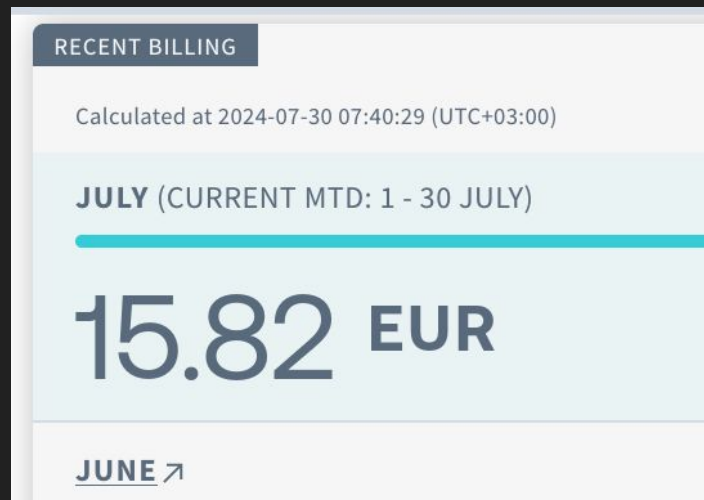 RECENT BILLING
Calculated at 2024-07-30 07:40:29 (UTC+03:00)
JULY (CURRENT MTD: 1 - 30 JULY)
15.82 EUR
JUNE ↗